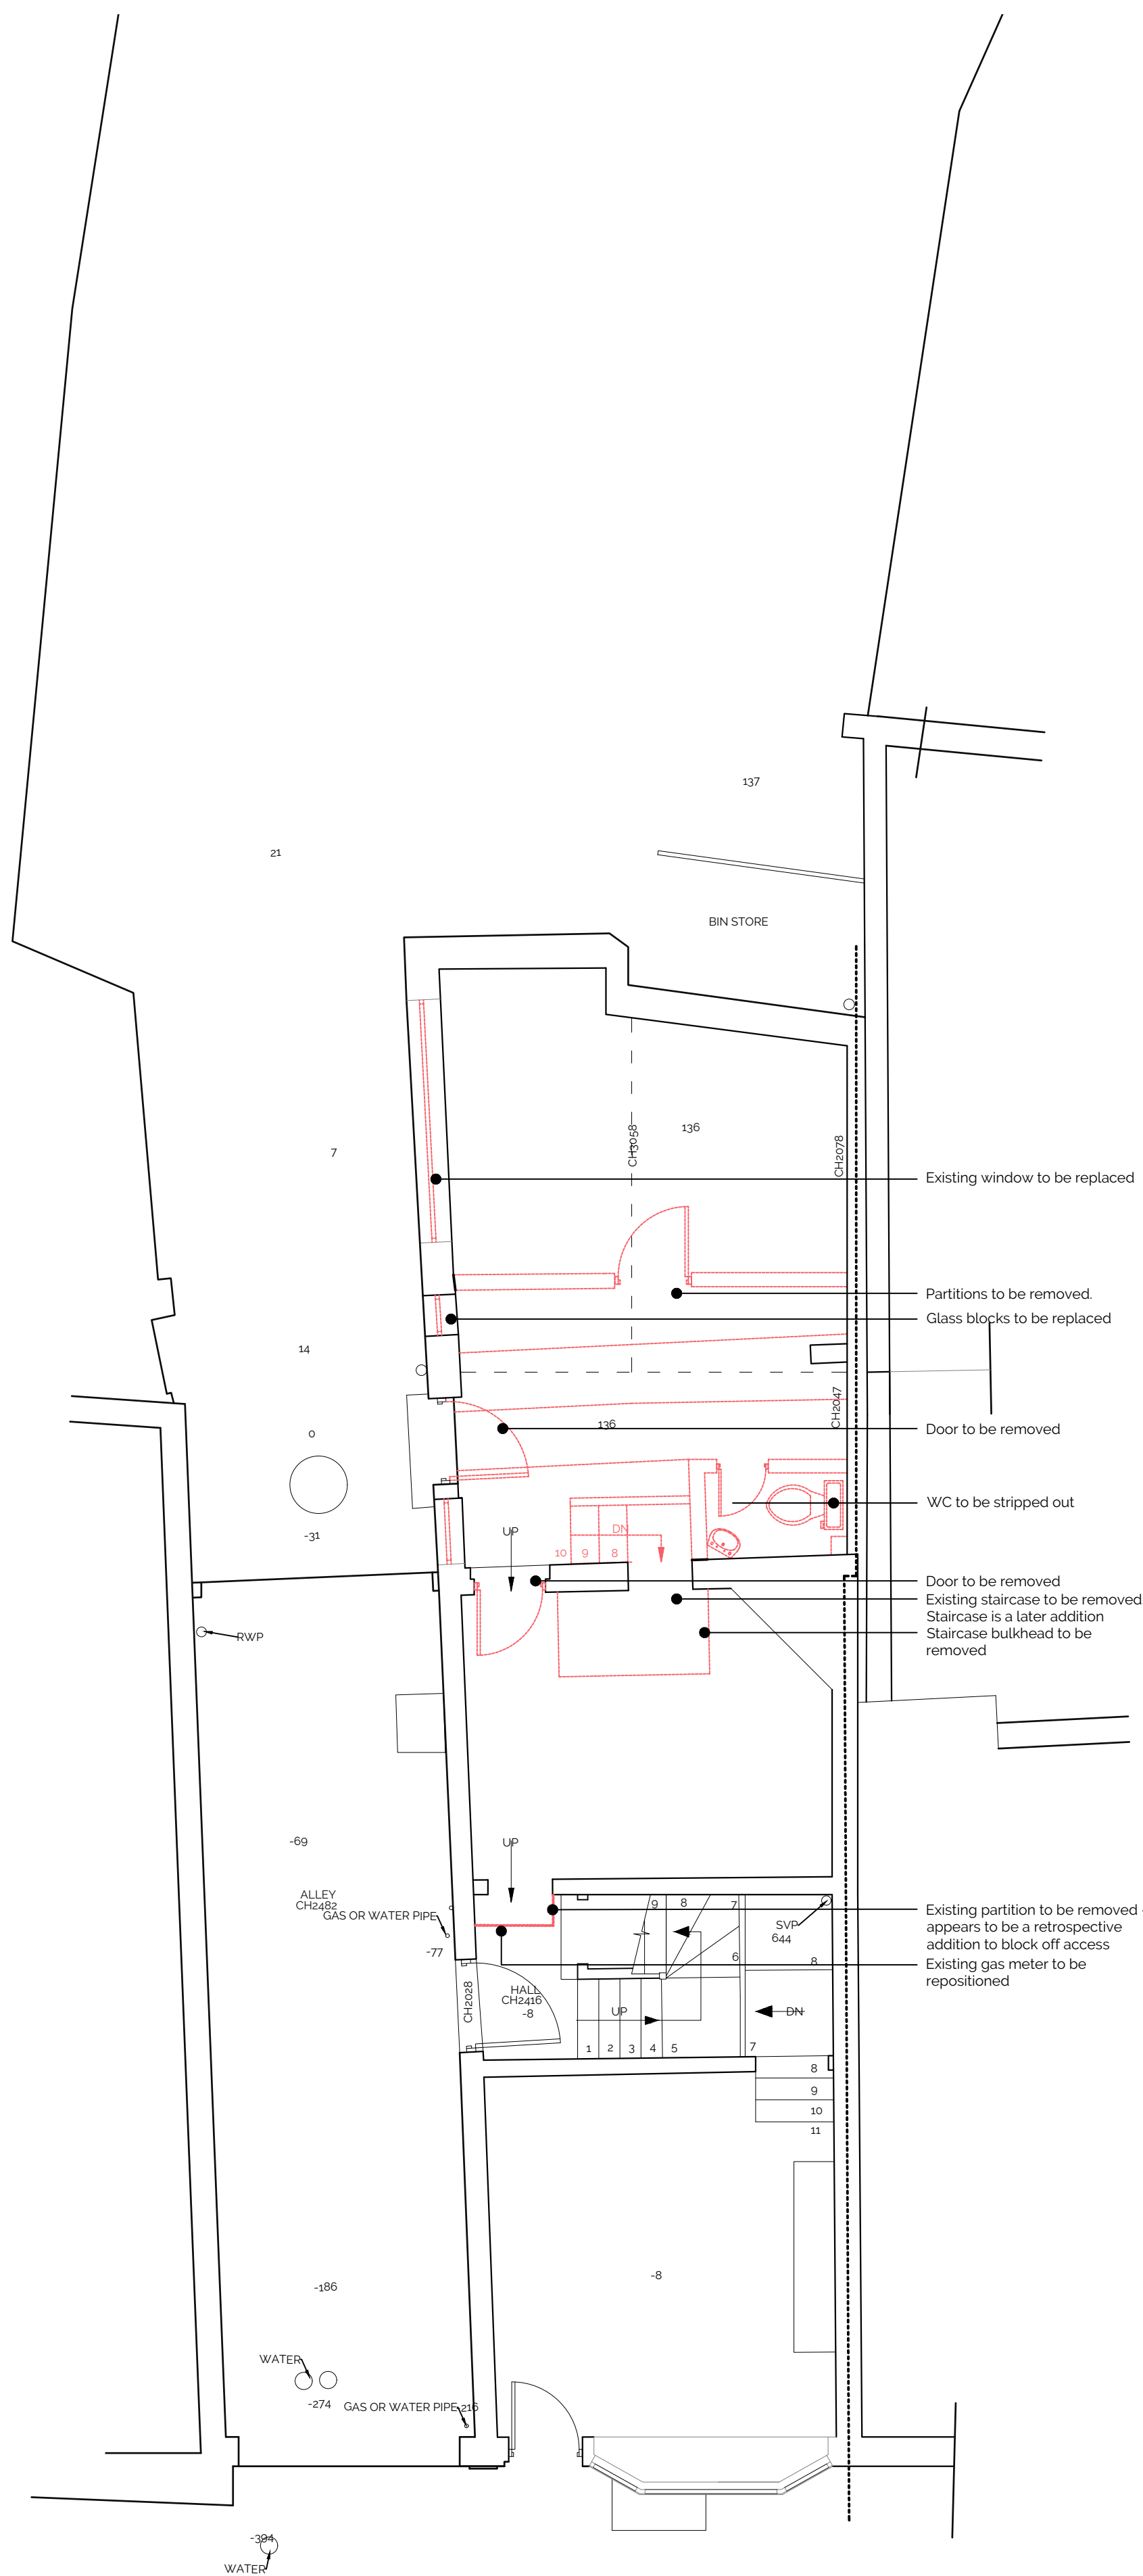 137
21
BIN STORE
136
CH3058
CH2078
7
Existing window to be replaced
Partitions to be removed.
Glass blocks to be replaced
14
CH2047
136
Door to be removed
0
WC to be stripped out
-31
UP
DN
10 9 8
Door to be removed
Existing staircase to be removed
Staircase is a later addition
Staircase bulkhead to be
removed
RWP
-69
UP
ALLEY
CH2482
GAS OR WATER PIPE
-77
9 8 7
SVP
644
6
8
Existing partition to be removed -
appears to be a retrospective
addition to block off access
Existing gas meter to be
repositioned
CH2028
HALL
CH2416
-8
UP
DN
1 2 3 4 5
7
8
9
10
11
-8
-186
WATER
-274
GAS OR WATER PIPE
-216
-394
WATER